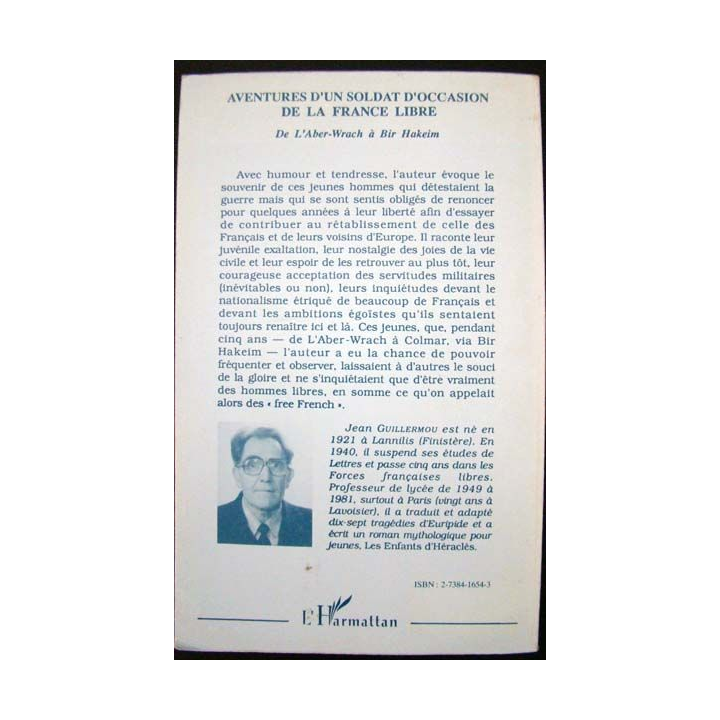 AVENTURES D'UN SOLDAT D'OCCASION
DE LA FRANCE LIBRE
De L'Aber-Wrach à Bir Hakeim
Avec humour et tendresse, l'auteur évoque le
souvenir de ces jeunes hommes qui détestaient la
guerre mais qui se sont sentis obligés de renoncer
pour quelques années à leur liberté afin d'essayer
de contribuer au rétablissement de celle des
Français et de leurs voisins d'Europe. Il raconte leur
juvénile exaltation, leur nostalgie des joies de la vie
civile et leur espoir de les retrouver au plus tôt, leur
courageuse acceptation des servitudes militaires
(inévitables ou non), leurs inquiétudes devant le
nationalisme étriqué de beaucoup de Français et
devant les ambitions égoïstes qu'ils sentaient
toujours renaître ici et là. Ces jeunes, que, pendant
cinq ans — de L'Aber-Wrach à Colmar, via Bir
Hakeim — l'auteur a eu la chance de pouvoir
fréquenter et observer, laissaient à d'autres le souci
de la gloire et ne s'inquiétaient que d'être vraiment
des hommes libres, en somme ce qu'on appelait
alors des « free French ».
Jean GUILLERMOU est né en
1921 à Lannilis (Finistère). En
1940, il suspend ses études de
Lettres et passe cinq ans dans les
Forces françaises libres.
Professeur de lycée de 1949 à
1981, surtout à Paris (vingt ans à
Lavoisier), il a traduit et adapté
dix-sept tragédies d'Euripide et a
écrit un roman mythologique pour
jeunes, Les Enfants d'Héraclès.
ISBN : 2-7384-1654-3
L'Harmattan